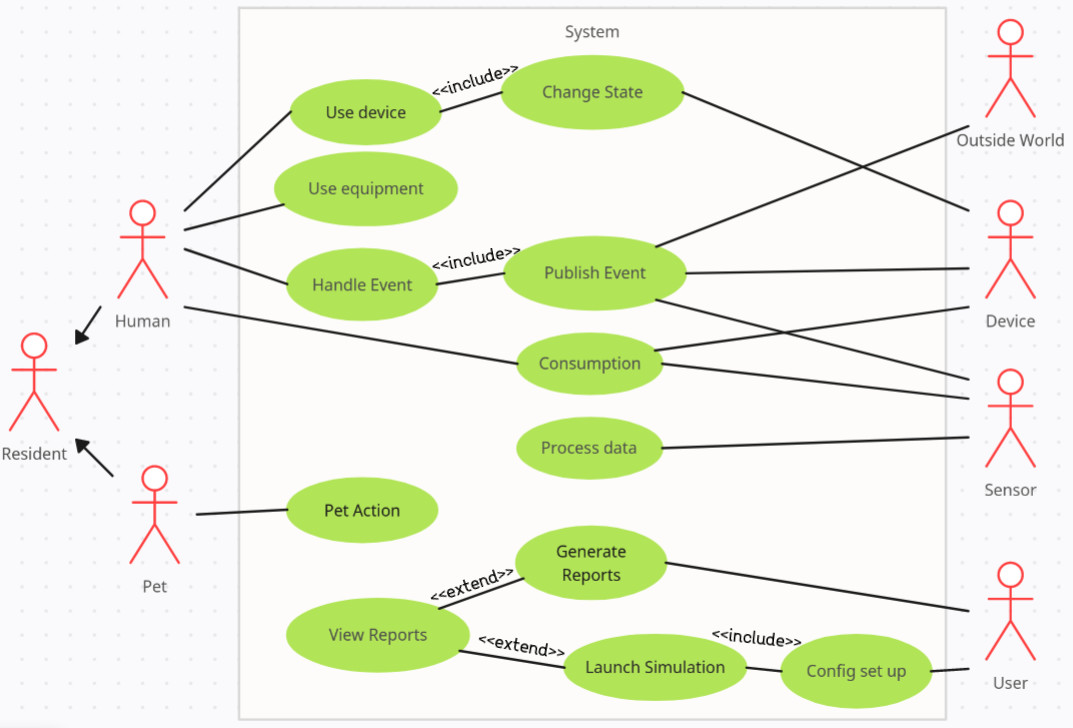 System
Outside World
<<include>>
Use device
Change State
Use equipment
Human
Device
<<include>>
Handle Event
Publish Event
Consumption
Resident
Process data
Sensor
Pet
Pet Action
Generate
Reports
<<extend>>
View Reports
<<extend>>
Launch Simulation
<<include>>
Config set up
User